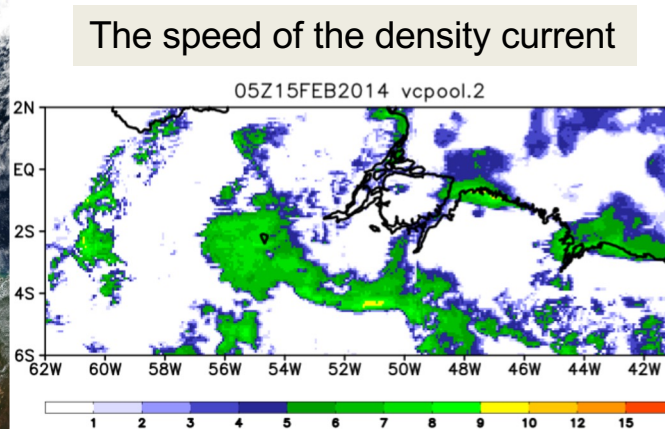 The speed of the density current
05Z15FEB2014 vcpool.2
2N
EQ
2S
4S
6S
62W 60W 58W 56W 54W 52W 50W 48W 46W 44W 42W
1 2 3 4 5 6 7 8 9 10 12 15